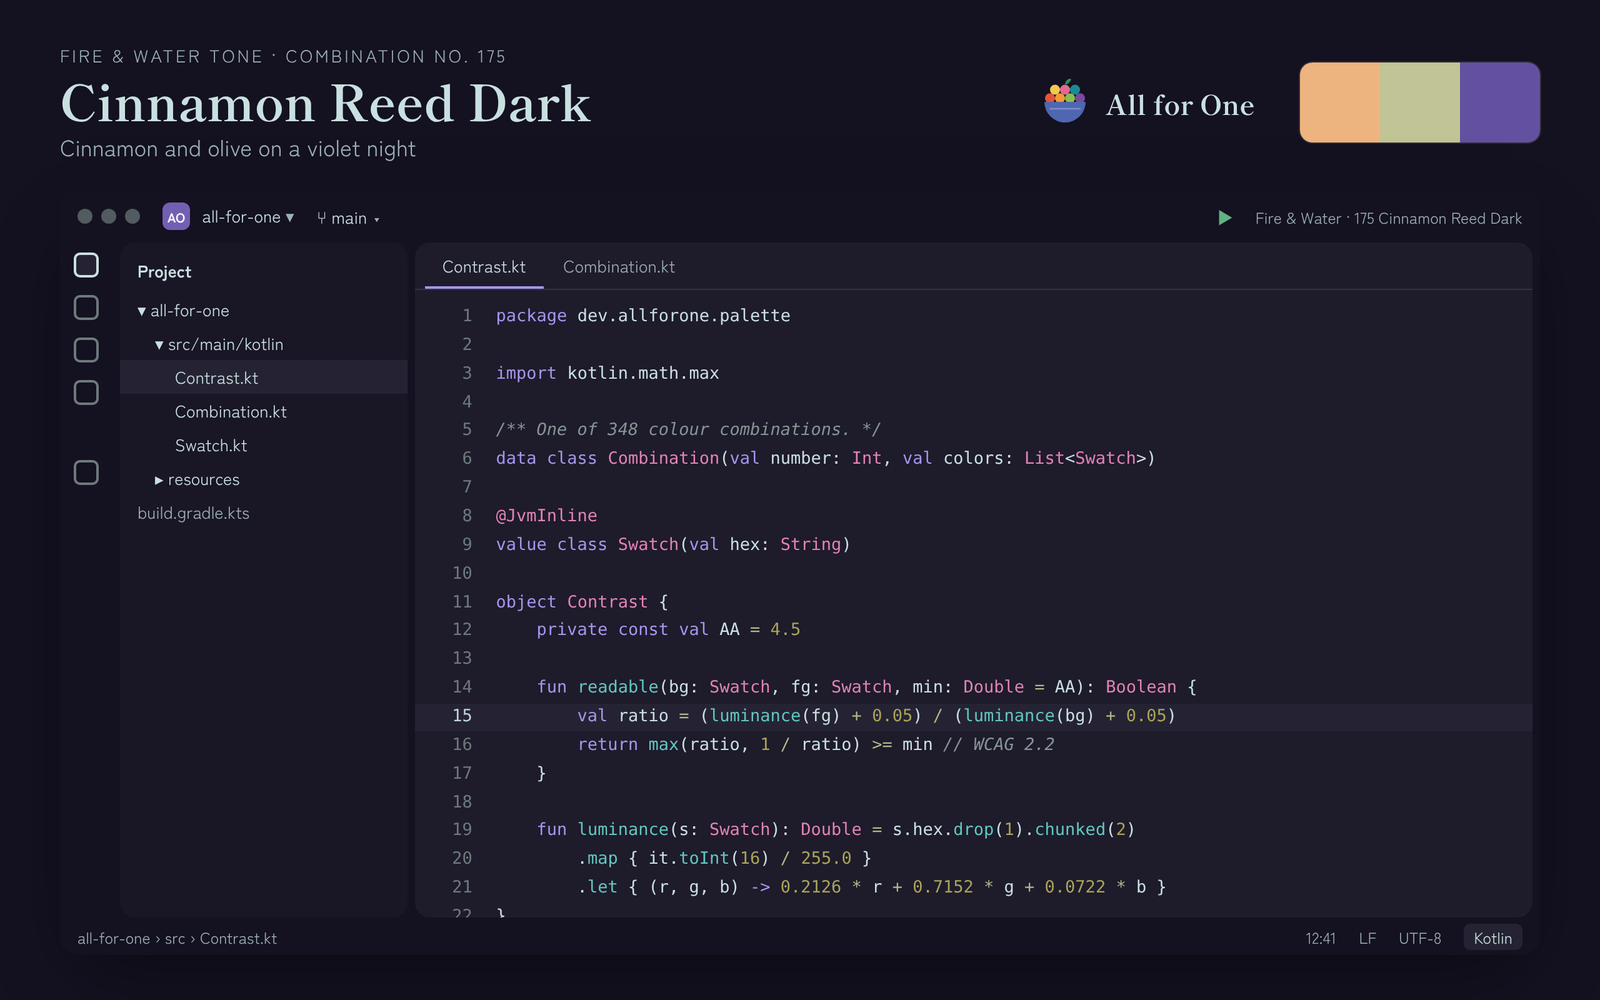 FIRE & WATER TONE · COMBINATION NO. 175
Cinnamon Reed Dark
Cinnamon and olive on a violet night
All for One
AO all-for-one ▾ main ▾
Fire & Water · 175 Cinnamon Reed Dark
Project
▾ all-for-one
▾ src/main/kotlin
Contrast.kt
Combination.kt
Swatch.kt
▸ resources
build.gradle.kts
Contrast.kt Combination.kt
1 package dev.allforone.palette
2
3 import kotlin.math.max
4
5 /** One of 348 colour combinations. */
6 data class Combination(val number: Int, val colors: List<Swatch>)
7
8 @JvmInline
9 value class Swatch(val hex: String)
10
11 object Contrast {
12     private const val AA = 4.5
13
14     fun readable(bg: Swatch, fg: Swatch, min: Double = AA): Boolean {
15         val ratio = (luminance(fg) + 0.05) / (luminance(bg) + 0.05)
16         return max(ratio, 1 / ratio) >= min // WCAG 2.2
17     }
18
19     fun luminance(s: Swatch): Double = s.hex.drop(1).chunked(2)
20         .map { it.toInt(16) / 255.0 }
21         .let { (r, g, b) -> 0.2126 * r + 0.7152 * g + 0.0722 * b }
22 }
all-for-one › src › Contrast.kt
12:41 LF UTF-8 Kotlin